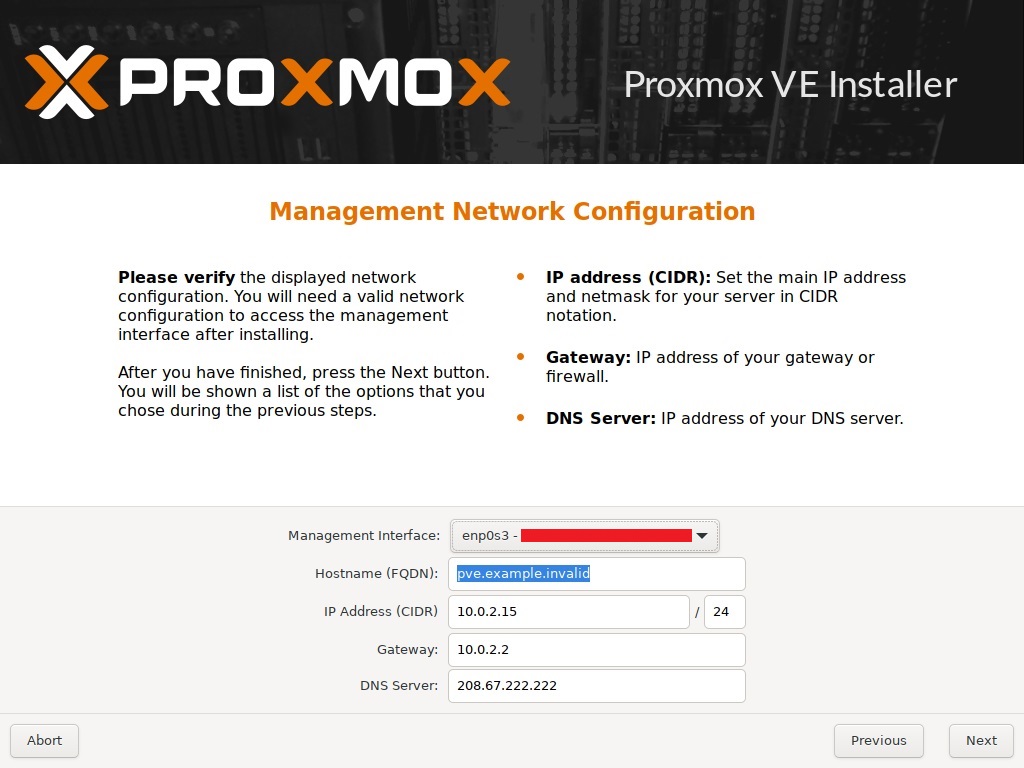 PROXMOX
Proxmox VE Installer
Management Network Configuration
Please verify the displayed network
configuration. You will need a valid network
configuration to access the management
interface after installing.
After you have finished, press the Next button.
You will be shown a list of the options that you
chose during the previous steps.
IP address (CIDR): Set the main IP address
and netmask for your server in CIDR
notation.
Gateway: IP address of your gateway or
firewall.
DNS Server: IP address of your DNS server.
Management Interface: enp0s3 -
Hostname (FQDN): pve.example.invalid
IP Address (CIDR) 10.0.2.15 / 24
Gateway: 10.0.2.2
DNS Server: 208.67.222.222
Abort Previous Next